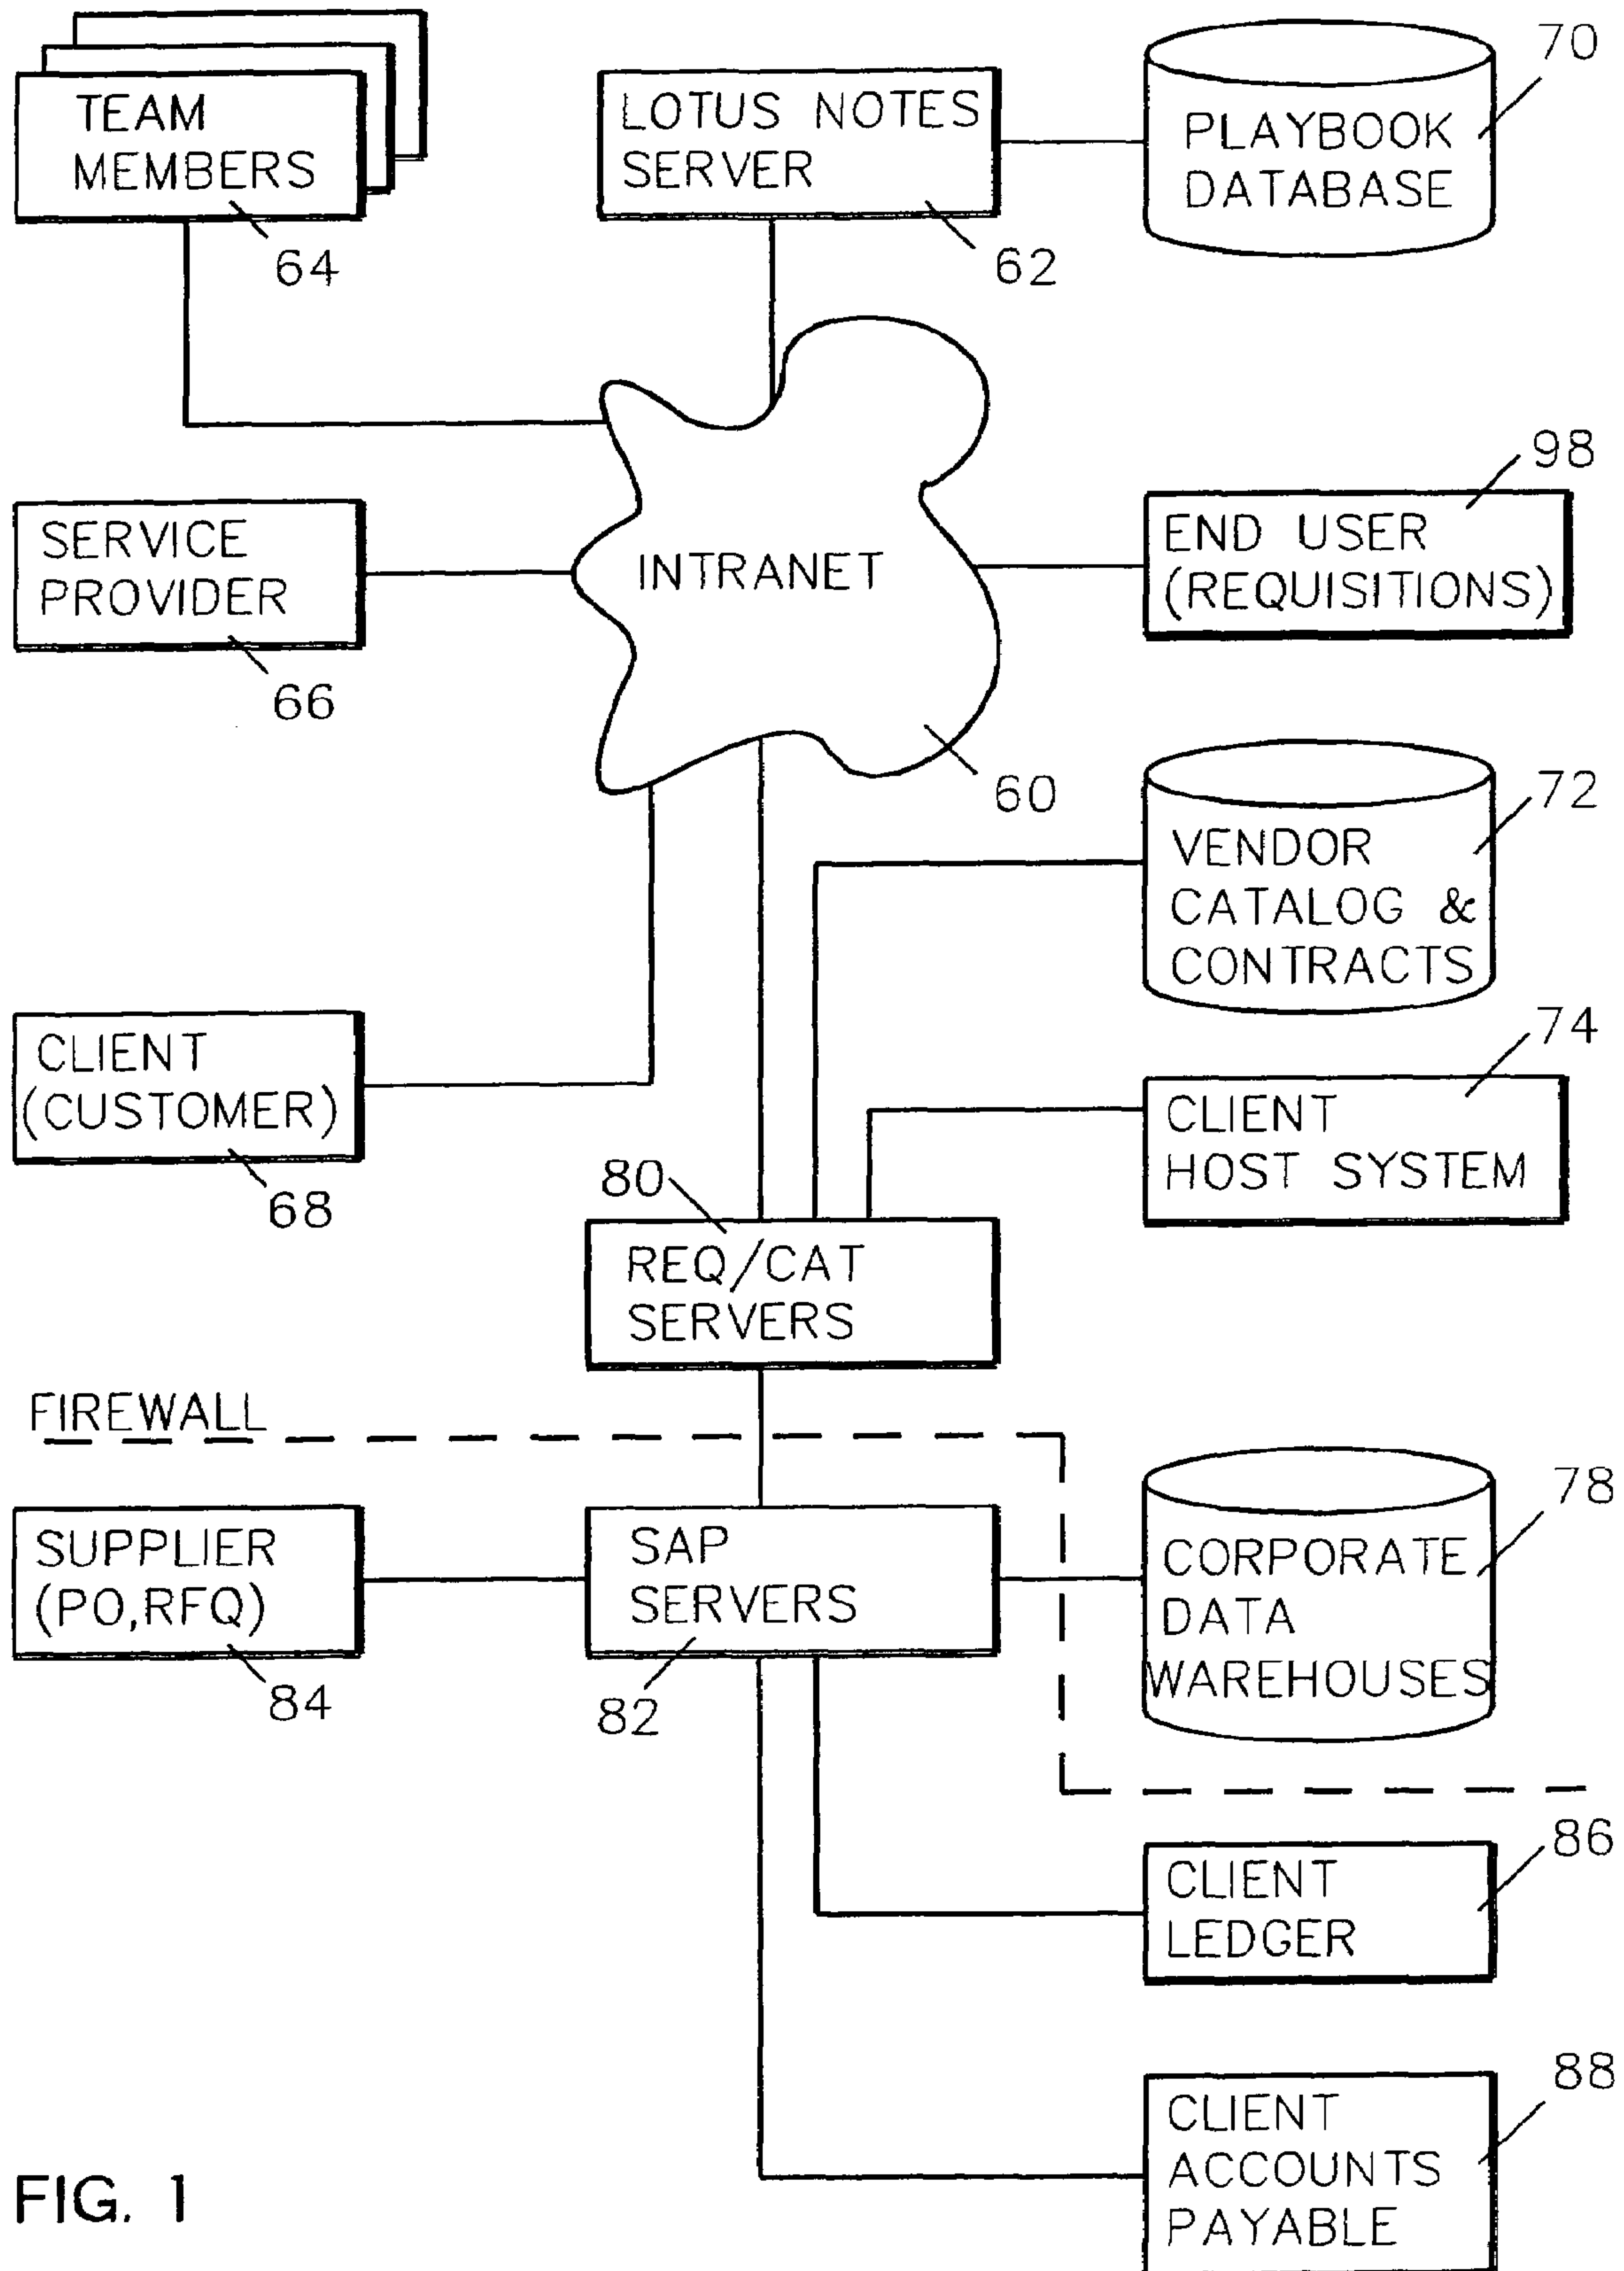 TEAM
MEMBERS
64
LOTUS NOTES
SERVER
62
70
PLAYBOOK
DATABASE
SERVICE
PROVIDER
66
INTRANET
60
98
END USER
(REQUISITIONS)
72
VENDOR
CATALOG &
CONTRACTS
CLIENT
(CUSTOMER)
68
74
CLIENT
HOST SYSTEM
80
REQ/CAT
SERVERS
FIREWALL
SUPPLIER
(PO,RFQ)
84
SAP
SERVERS
82
78
CORPORATE
DATA
WAREHOUSES
86
CLIENT
LEDGER
88
CLIENT
ACCOUNTS
PAYABLE
FIG. 1